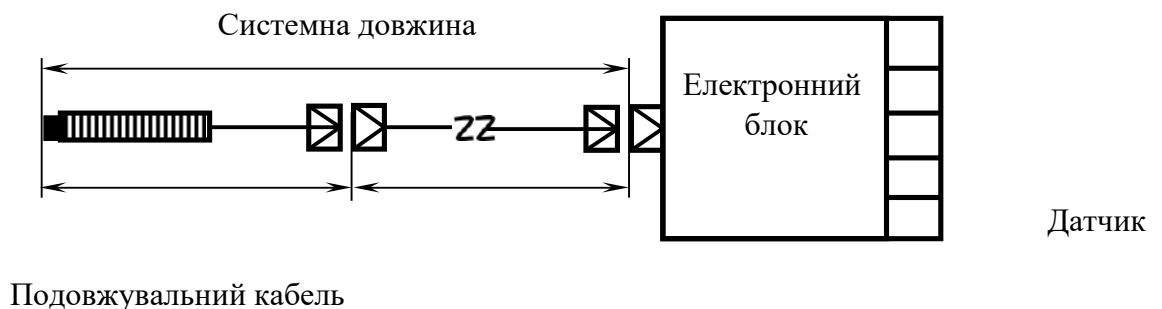 Системна довжина
Електронний
блок
Датчик
Подовжувальний кабель